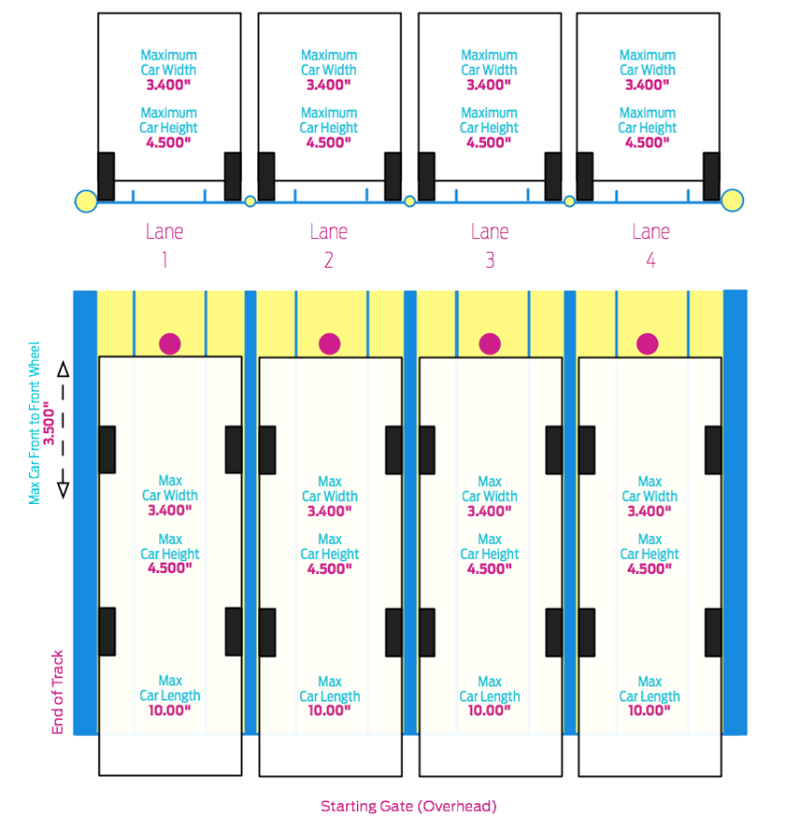 Maximum
Car Width
3.400"
Maximum
Car Height
4.500"
Maximum
Car Width
3.400"
Maximum
Car Height
4.500"
Maximum
Car Width
3.400"
Maximum
Car Height
4.500"
Maximum
Car Width
3.400"
Maximum
Car Height
4.500"
Lane
1
Lane
2
Lane
3
Lane
4
Max Car Front to Front Wheel
3.500"
Max
Car Width
3.400"
Max
Car Height
4.500"
Max
Car Length
10.00"
Max
Car Width
3.400"
Max
Car Height
4.500"
Max
Car Length
10.00"
Max
Car Width
3.400"
Max
Car Height
4.500"
Max
Car Length
10.00"
Max
Car Width
3.400"
Max
Car Height
4.500"
Max
Car Length
10.00"
End of Track
Starting Gate (Overhead)